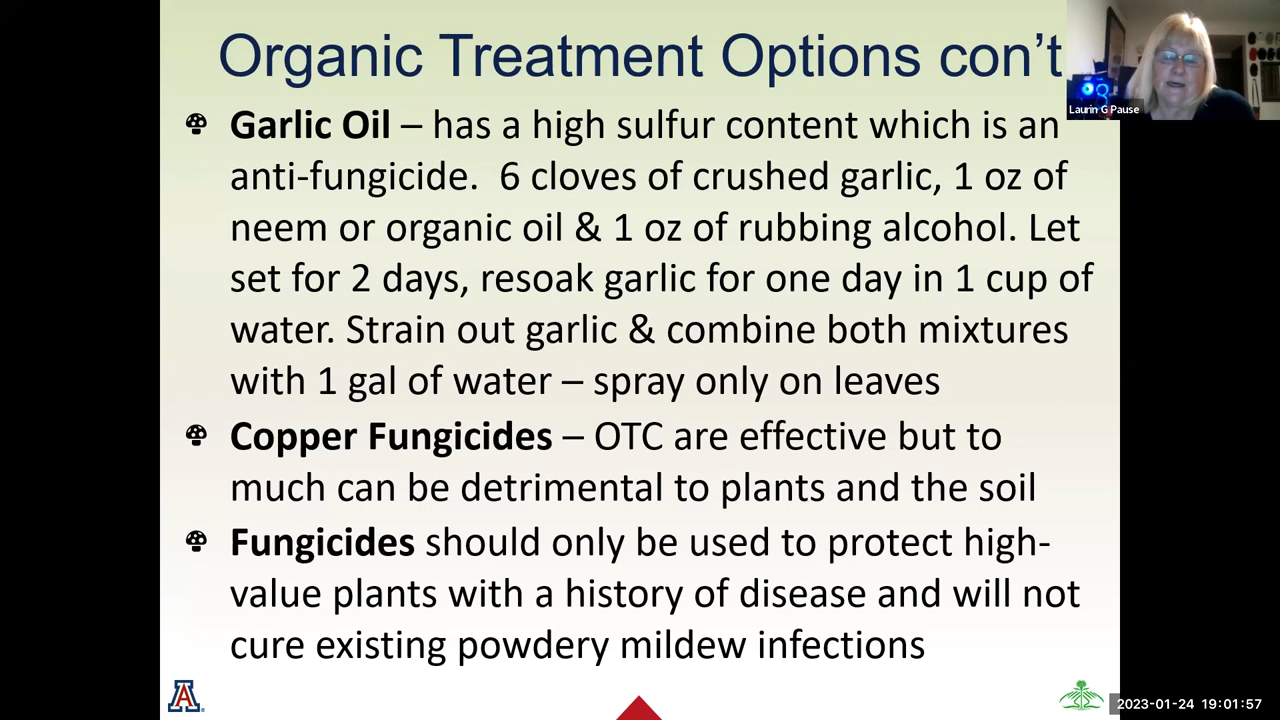 Organic Treatment Options con't
Garlic Oil – has a high sulfur content which is an
anti-fungicide.  6 cloves of crushed garlic, 1 oz of
neem or organic oil & 1 oz of rubbing alcohol. Let
set for 2 days, resoak garlic for one day in 1 cup of
water. Strain out garlic & combine both mixtures
with 1 gal of water – spray only on leaves
Copper Fungicides – OTC are effective but to
much can be detrimental to plants and the soil
Fungicides should only be used to protect high-
value plants with a history of disease and will not
cure existing powdery mildew infections
Laurin G Pause
A
2023-01-24 19:01:57